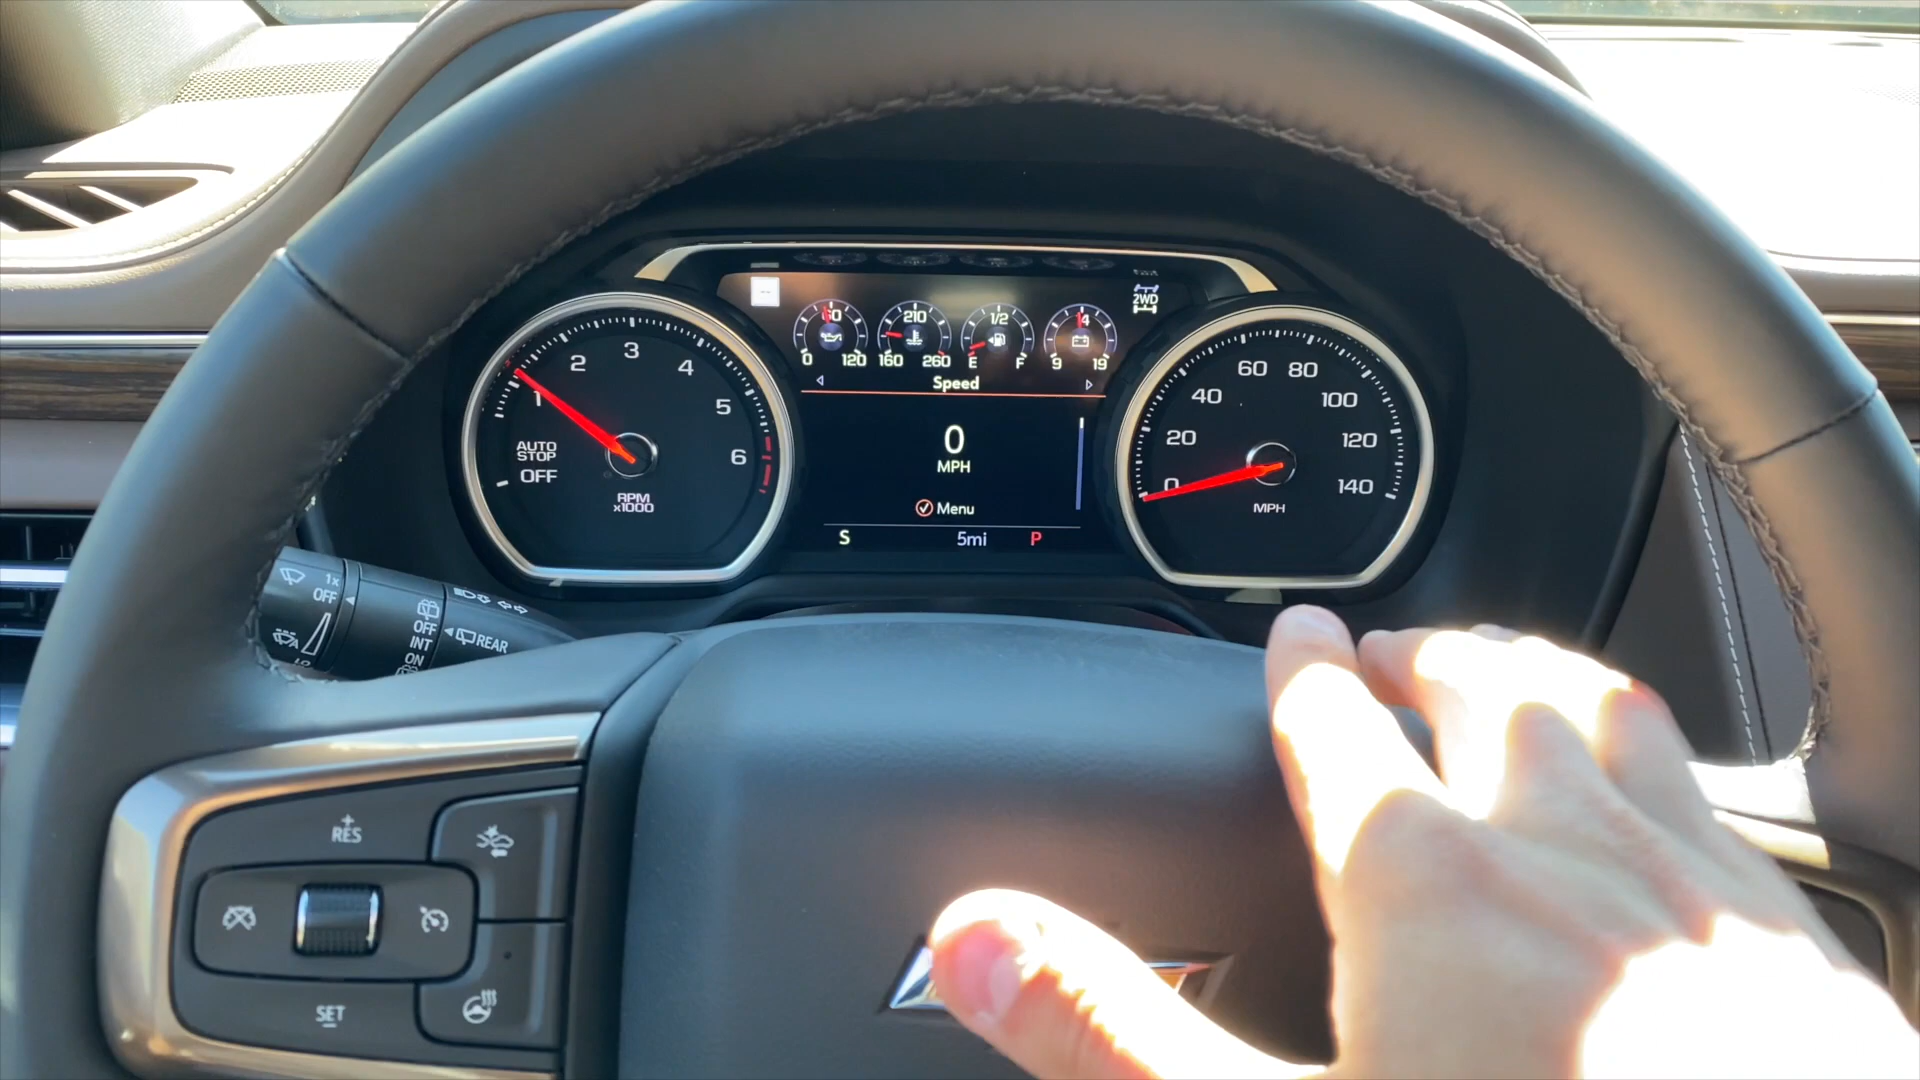 2WD
60
0 120
210
160 260
1/2
E F
14
9 19
Speed
0
MPH
Menu
S 5mi P
1
2
3
4
5
6
AUTO
STOP
OFF
RPM
x1000
0
20
40
60
80
100
120
140
MPH
1x
OFF
LO
OFF
INT
ON
REAR
+
RES
SET